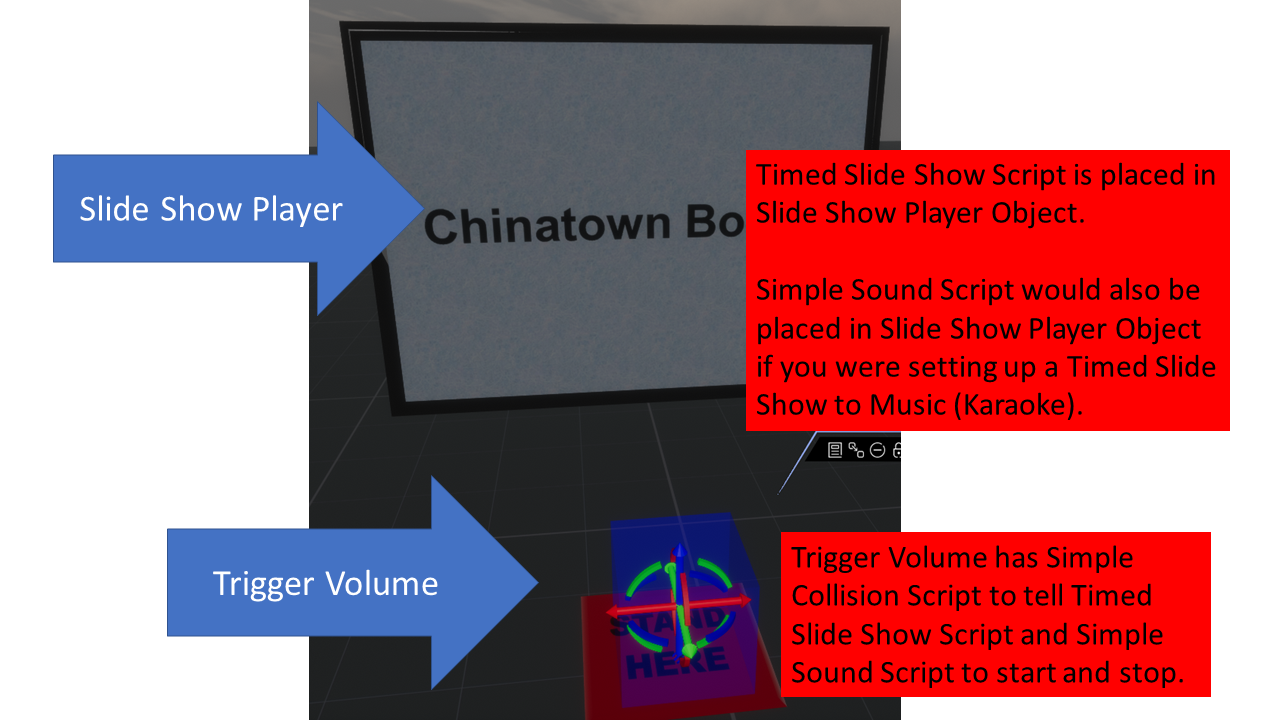 Slide Show Player
Chinatown Bo
Timed Slide Show Script is placed in
Slide Show Player Object.
Simple Sound Script would also be
placed in Slide Show Player Object
if you were setting up a Timed Slide
Show to Music (Karaoke).
Trigger Volume
STAND
HERE
Trigger Volume has Simple
Collision Script to tell Timed
Slide Show Script and Simple
Sound Script to start and stop.